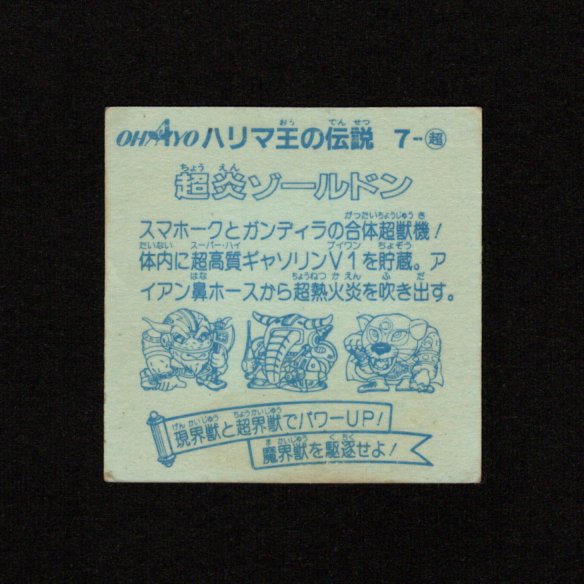 OHAYO ハリマ王の伝説 7-超
超炎ゾールドン
スマホークとガンディラの合体超獣機!
体内に超高質ギャソリンV1を貯蔵。ア
イアン鼻ホースから超熱火炎を吹き出す。
現界獣と超界獣でパワーUP!
魔界獣を駆逐せよ!